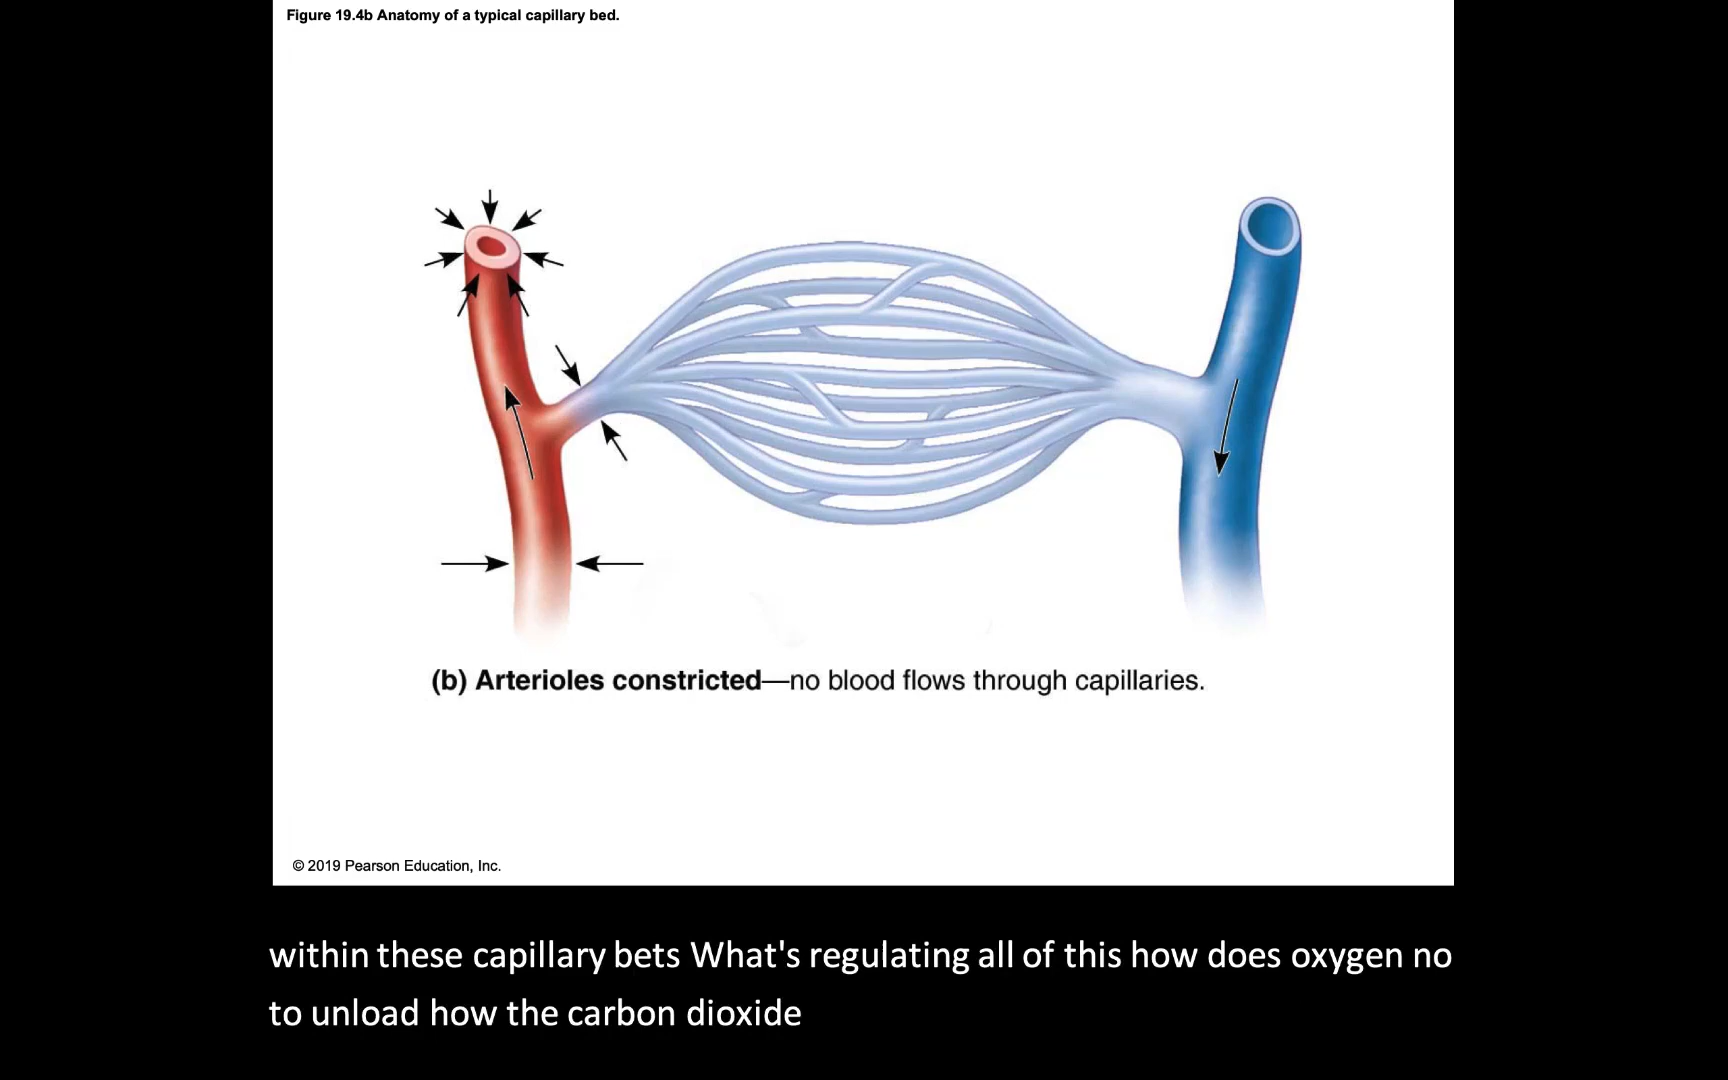 Figure 19.4b Anatomy of a typical capillary bed.
(b) Arterioles constricted—no blood flows through capillaries.
© 2019 Pearson Education, Inc.
within these capillary bets What's regulating all of this how does oxygen no
to unload how the carbon dioxide